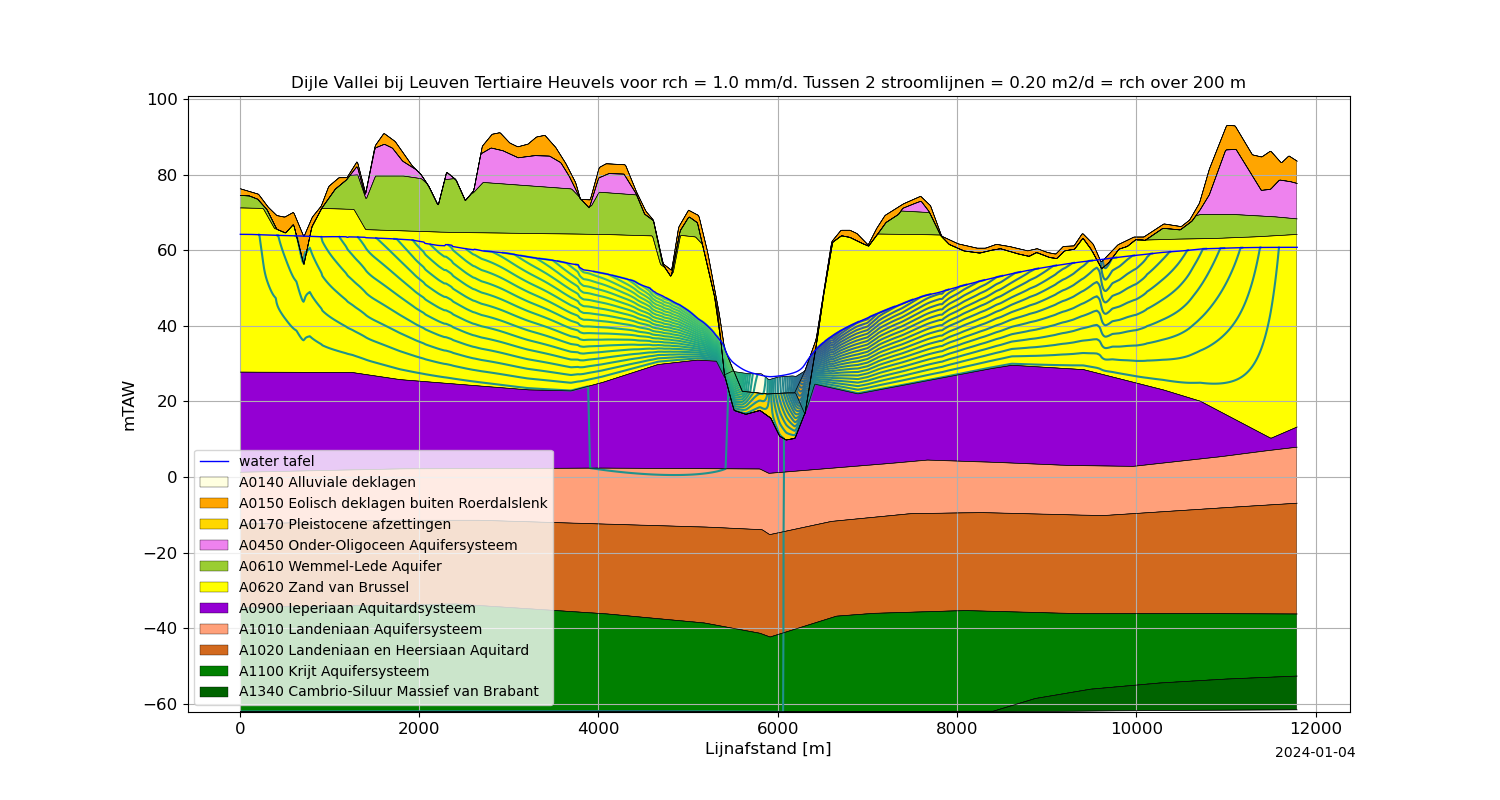 Dijle Vallei bij Leuven Tertiaire Heuvels voor rch = 1.0 mm/d. Tussen 2 stroomlijnen = 0.20 m2/d = rch over 200 m
100
80
60
40
20
0
−20
−40
−60
mTAW
water tafel
A0140 Alluviale deklagen
A0150 Eolisch deklagen buiten Roerdalslenk
A0170 Pleistocene afzettingen
A0450 Onder-Oligoceen Aquifersysteem
A0610 Wemmel-Lede Aquifer
A0620 Zand van Brussel
A0900 Ieperiaan Aquitardsysteem
A1010 Landeniaan Aquifersysteem
A1020 Landeniaan en Heersiaan Aquitard
A1100 Krijt Aquifersysteem
A1340 Cambrio-Siluur Massief van Brabant
0 2000 4000 6000 8000 10000 12000
Lijnafstand [m]
2024-01-04